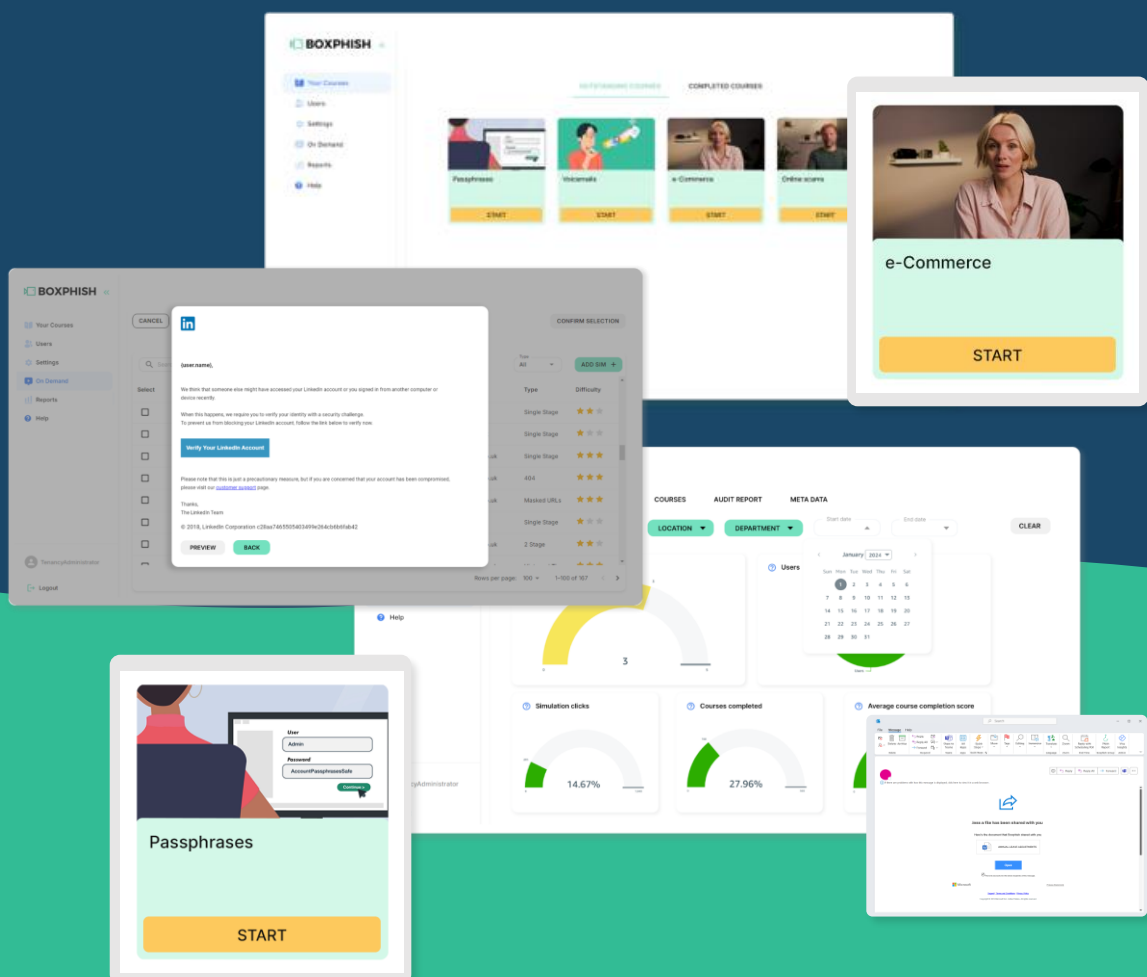 BOXPHISH
Your Courses
Users
Settings
On Demand
Reports
Help
OUTSTANDING COURSES
COMPLETED COURSES
Passphrases
Voicemails
e-Commerce
Online scams
START
START
START
START
e-Commerce
START
BOXPHISH
Your Courses
Users
Settings
On Demand
Reports
Help
TenancyAdministrator
Logout
CANCEL
CONFIRM SELECTION
Type
All
ADD SIM +
Select
Type
Difficulty
Single Stage
Single Stage
Single Stage
404
Masked URLs
Single Stage
2 Stage
Rows per page: 100
1-100 of 167
{user.name},
We think that someone else might have accessed your LinkedIn account or you signed in from another computer or
device recently.
When this happens, we require you to verify your identity with a security challenge.
To prevent us from blocking your LinkedIn account, follow the link below to verify now.
Verify Your LinkedIn Account
Please note that this is just a precautionary measure, but if you are concerned that your account has been compromised,
please visit our customer support page.
Thanks,
The LinkedIn Team
PREVIEW
BACK
COURSES
AUDIT REPORT
META DATA
LOCATION
DEPARTMENT
Start date
End date
CLEAR
Help
Users
January 2024
Sun Mon Tue Wed Thu Fri Sat
1 2 3 4 5 6
7 8 9 10 11 12 13
14 15 16 17 18 19 20
21 22 23 24 25 26 27
28 29 30 31
3
Simulation clicks
14.67%
Courses completed
27.96%
Average course completion score
cyAdministrator
User
Admin
Password
AccountPassphrasesSafe
Continue
Passphrases
START
File Message Help
Search
Microsoft